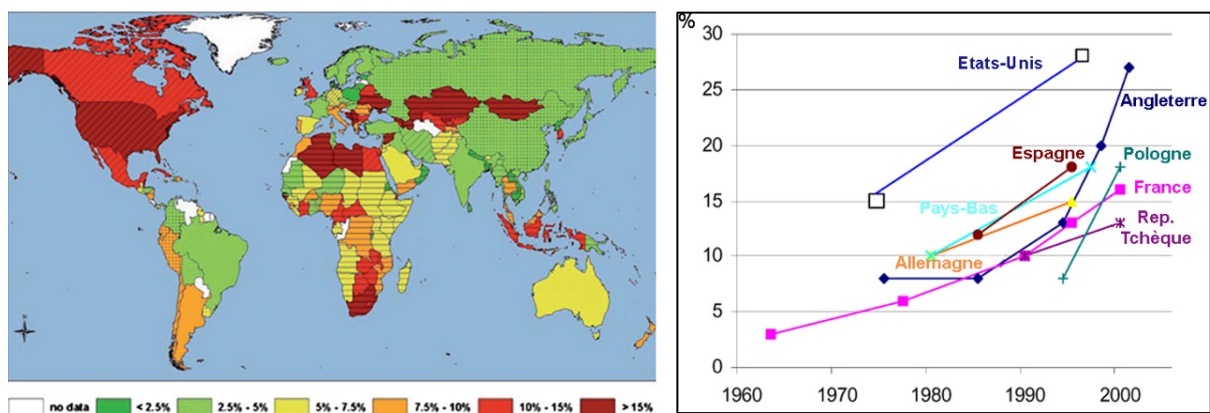 no data
< 2.5%
2.5% - 5%
5% - 7.5%
7.5% - 10%
10% - 15%
> 15%
%
30
25
20
15
10
5
0
1960
1970
1980
1990
2000
Etats-Unis
Angleterre
Espagne
Pologne
France
Pays-Bas
Rep.
Tchèque
Allemagne